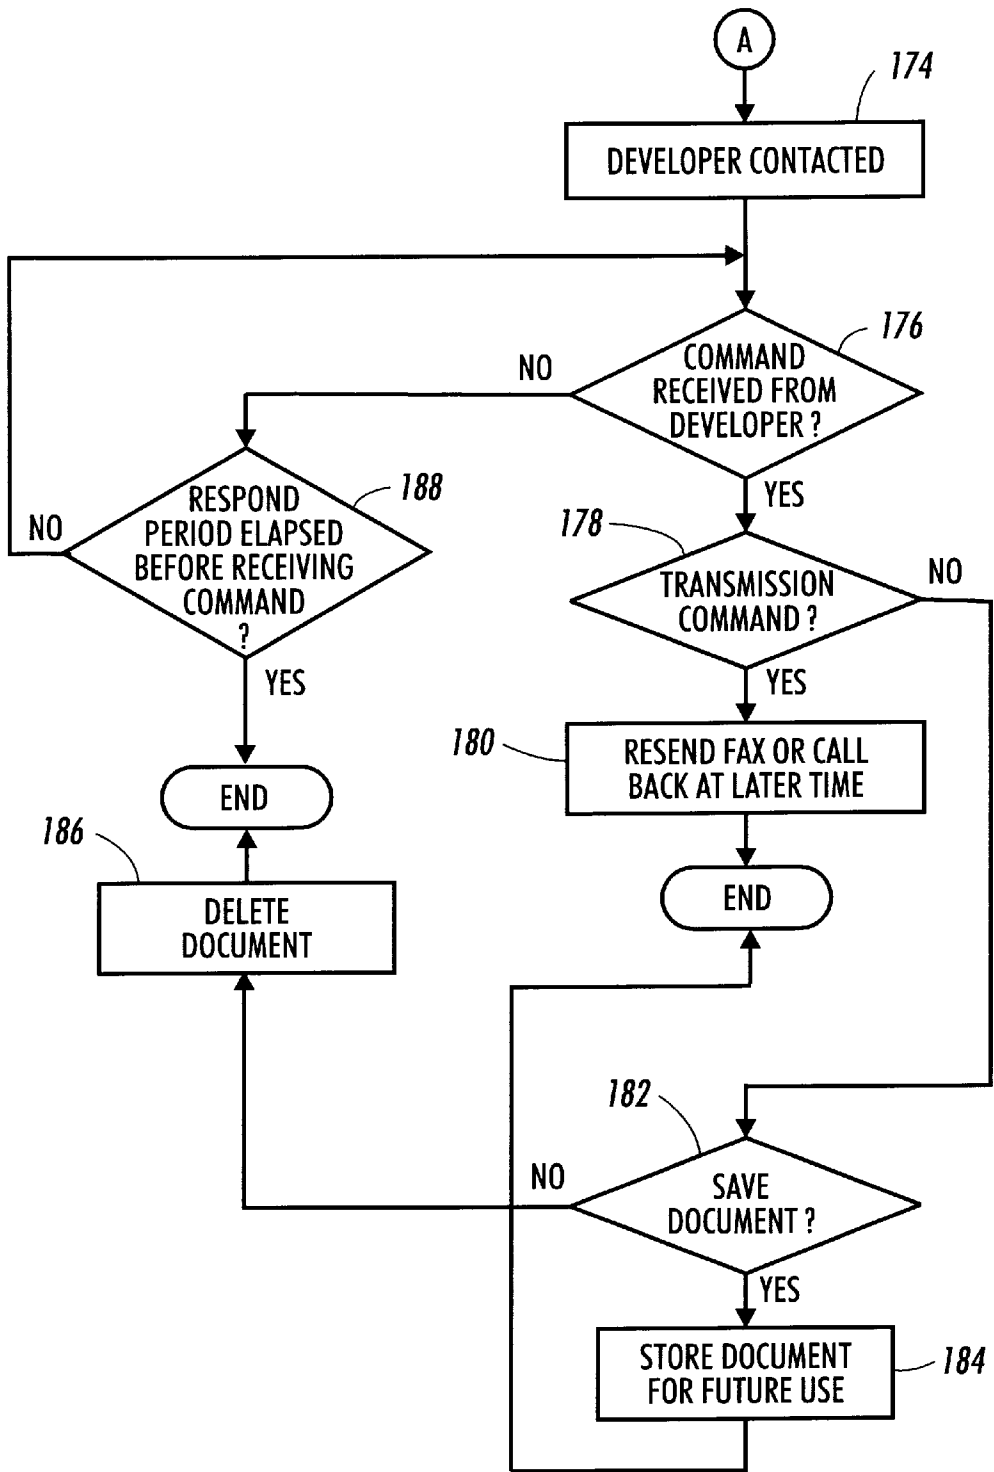 A
174
DEVELOPER CONTACTED
176
COMMAND
RECEIVED FROM
DEVELOPER ?
NO
YES
188
RESPOND
PERIOD ELAPSED
BEFORE RECEIVING
COMMAND
?
NO
YES
178
TRANSMISSION
COMMAND ?
NO
YES
180
RESEND FAX OR CALL
BACK AT LATER TIME
END
END
186
DELETE
DOCUMENT
182
SAVE
DOCUMENT ?
NO
YES
STORE DOCUMENT
FOR FUTURE USE
184